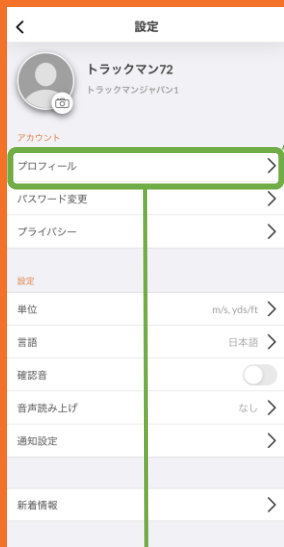 設定
トラックマン72
トラックマンジャパン1
アカウント
プロフィール
パスワード変更
プライバシー
設定
単位 m/s, yds/ft
言語 日本語
確認音
音声読み上げ なし
通知設定
新着情報